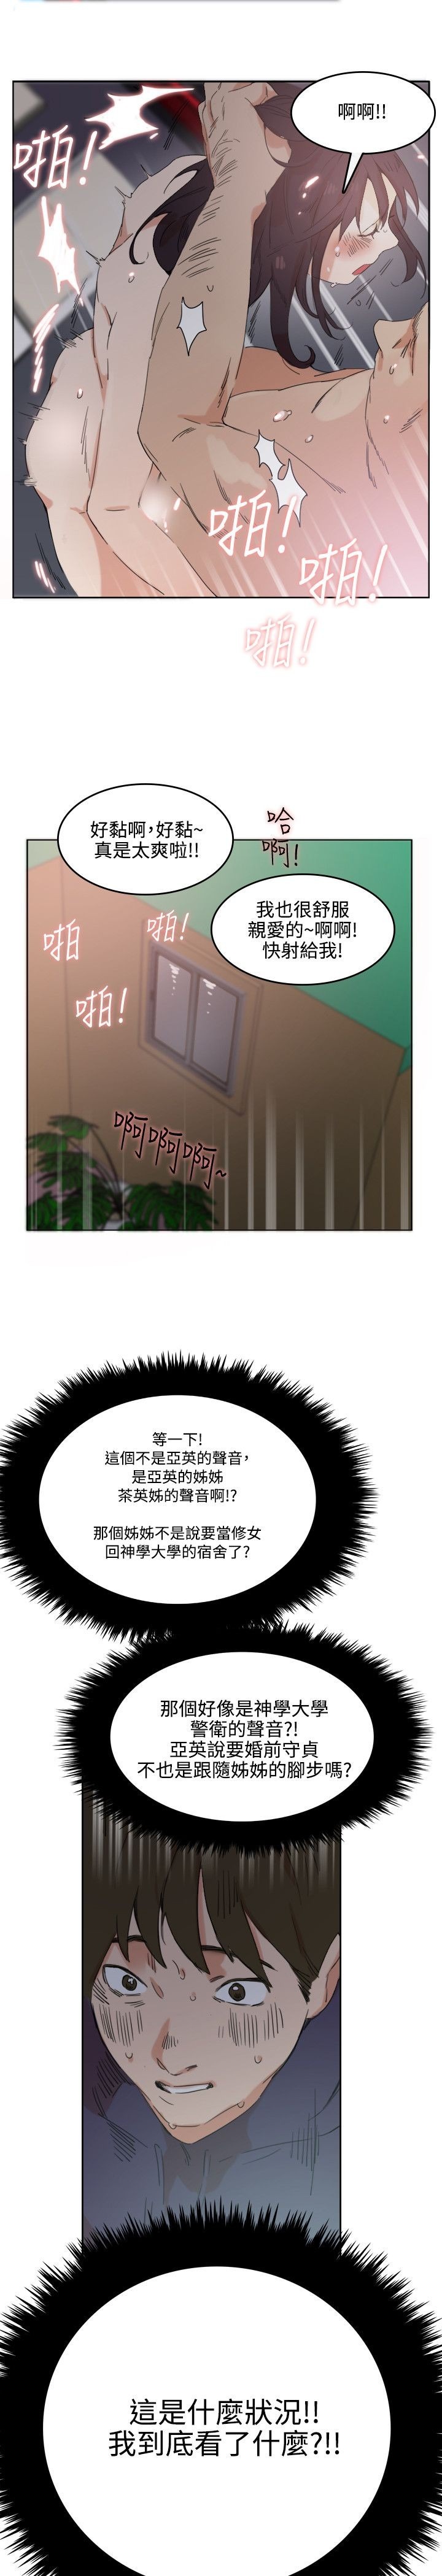 啊啊!!
啪!
啪!
啪!
啪!
好黏啊，好黏~
真是太爽啦!!
哈
啊!
我也很舒服
親愛的~啊啊!
快射給我!
啪
啪!
啪!
啊啊啊~
等一下!
這個不是亞英的聲音，
是亞英的姊姊
茶英姊的聲音啊!?
那個姊姊不是說要當修女
回神學大學的宿舍了?
那個好像是神學大學
警衛的聲音?!
亞英說要婚前守貞
不也是跟隨姊姊的腳步嗎?
這是什麼狀況!!
我到底看了什麼?!!